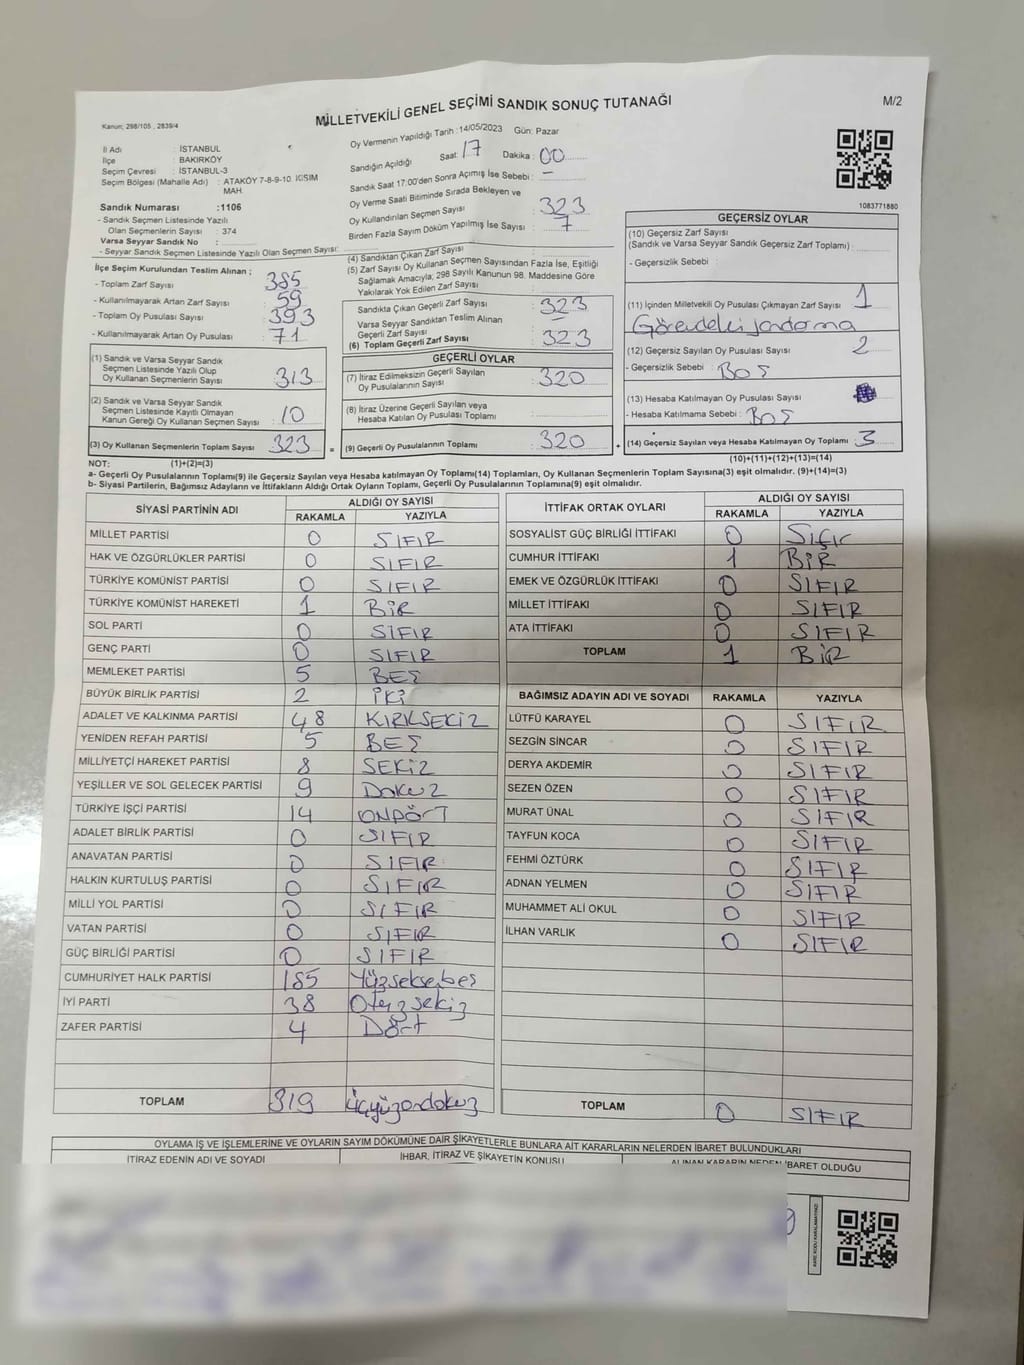 M/2
MİLLETVEKİLİ GENEL SEÇİMİ SANDIK SONUÇ TUTANAĞI
Kanun; 298/105 , 2839/4
İl Adı : İSTANBUL
İlçe : BAKIRKÖY
Seçim Çevresi : İSTANBUL-3
Seçim Bölgesi (Mahalle Adı) : ATAKÖY 7-8-9-10. KISIM MAH.
Sandık Numarası :1106
- Sandık Seçmen Listesinde Yazılı
Olan Seçmenlerin Sayısı : 374
Varsa Seyyar Sandık No :
- Seyyar Sandık Seçmen Listesinde Yazılı Olan Seçmen Sayısı:
Oy Vermenin Yapıldığı Tarih :14/05/2023 Gün: Pazar
Sandığın Açıldığı Saat: 17 Dakika : 00
Sandık Saat 17:00'den Sonra Açımış İse Sebebi : -
Oy Verme Saati Bitiminde Sırada Bekleyen ve
Oy Kullandırılan Seçmen Sayısı 323
Birden Fazla Sayım Döküm Yapılmış İse Sayısı : 7
1083771880
İlçe Seçim Kurulundan Teslim Alınan ;
- Toplam Zarf Sayısı 385
- Kullanılmayarak Artan Zarf Sayısı 59
- Toplam Oy Pusulası Sayısı 393
- Kullanılmayarak Artan Oy Pusulası 71
(1) Sandık ve Varsa Seyyar Sandık
Seçmen Listesinde Yazılı Olup
Oy Kullanan Seçmenlerin Sayısı 313
(2) Sandık ve Varsa Seyyar Sandık
Seçmen Listesinde Kayıtlı Olmayan
Kanun Gereği Oy Kullanan Seçmen Sayısı 10
(3) Oy Kullanan Seçmenlerin Toplam Sayısı 323 =
(4) Sandıktan Çıkan Zarf Sayısı
(5) Zarf Sayısı Oy Kullanan Seçmen Sayısından Fazla İse, Eşitliği
Sağlamak Amacıyla; 298 Sayılı Kanunun 98. Maddesine Göre
Yakılarak Yok Edilen Zarf Sayısı :
Sandıkta Çıkan Geçerli Zarf Sayısı 323
Varsa Seyyar Sandıktan Teslim Alınan
Geçerli Zarf Sayısı -
(6) Toplam Geçerli Zarf Sayısı 323
GEÇERLİ OYLAR
(7) İtiraz Edilmeksizin Geçerli Sayılan
Oy Pusulalarının Sayısı : 320
(8) İtiraz Üzerine Geçerli Sayılan veya
Hesaba Katılan Oy Pusulası Toplamı
(9) Geçerli Oy Pusulalarının Toplamı 320 +
GEÇERSİZ OYLAR
(10) Geçersiz Zarf Sayısı
(Sandık ve Varsa Seyyar Sandık Geçersiz Zarf Toplamı) :
- Geçersizlik Sebebi :
(11) İçinden Milletvekili Oy Pusulası Çıkmayan Zarf Sayısı 1
(12) Geçersiz Sayılan Oy Pusulası Sayısı 2
- Geçersizlik Sebebi : BOŞ
(13) Hesaba Katılmayan Oy Pusulası Sayısı
- Hesaba Katılmama Sebebi : BOŞ
(14) Geçersiz Sayılan veya Hesaba Katılmayan Oy Toplamı : 3
NOT: (1)+(2)=(3) (10)+(11)+(12)+(13)=(14)
a- Geçerli Oy Pusulalarının Toplamı(9) ile Geçersiz Sayılan veya Hesaba katılmayan Oy Toplamı(14) Toplamları, Oy Kullanan Seçmenlerin Toplam Sayısına(3) eşit olmalıdır. (9)+(14)=(3)
b- Siyasi Partilerin, Bağımsız Adayların ve İttifakların Aldığı Ortak Oyların Toplamı, Geçerli Oy Pusulalarının Toplamına(9) eşit olmalıdır.
SİYASİ PARTİNİN ADI ALDIĞI OY SAYISI
RAKAMLA YAZIYLA
MİLLET PARTİSİ 0 SIFIR
HAK VE ÖZGÜRLÜKLER PARTİSİ 0 SIFIR
TÜRKİYE KOMÜNİST PARTİSİ 0 SIFIR
TÜRKİYE KOMÜNİST HAREKETİ 1 BİR
SOL PARTİ 0 SIFIR
GENÇ PARTİ 0 SIFIR
MEMLEKET PARTİSİ 5 BEŞ
BÜYÜK BİRLİK PARTİSİ 2 İKİ
ADALET VE KALKINMA PARTİSİ 48 KIRKSEKİZ
YENİDEN REFAH PARTİSİ 5 BEŞ
MİLLİYETÇİ HAREKET PARTİSİ 8 SEKİZ
YEŞİLLER VE SOL GELECEK PARTİSİ 9 DOKUZ
TÜRKİYE İŞÇİ PARTİSİ 14 ONDÖRT
ADALET BİRLİK PARTİSİ 0 SIFIR
ANAVATAN PARTİSİ 0 SIFIR
HALKIN KURTULUŞ PARTİSİ 0 SIFIR
MİLLİ YOL PARTİSİ 0 SIFIR
VATAN PARTİSİ 0 SIFIR
GÜÇ BİRLİĞİ PARTİSİ 0 SIFIR
CUMHURİYET HALK PARTİSİ 185 Yüzseksenbeş
İYİ PARTİ 38 Otuzsekiz
ZAFER PARTİSİ 4 Dört
TOPLAM 319 üçyüzondokuz
İTTİFAK ORTAK OYLARI ALDIĞI OY SAYISI
RAKAMLA YAZIYLA
SOSYALİST GÜÇ BİRLİĞİ İTTİFAKI 0 Sıfır
CUMHUR İTTİFAKI 1 BİR
EMEK VE ÖZGÜRLÜK İTTİFAKI 0 SIFIR
MİLLET İTTİFAKI 0 SIFIR
ATA İTTİFAKI 0 SIFIR
TOPLAM 1 BİR
BAĞIMSIZ ADAYIN ADI VE SOYADI RAKAMLA YAZIYLA
LÜTFÜ KARAYEL 0 SIFIR
SEZGİN SİNCAR 0 SIFIR
DERYA AKDEMİR 0 SIFIR
SEZEN ÖZEN 0 SIFIR
MURAT ÜNAL 0 SIFIR
TAYFUN KOCA 0 SIFIR
FEHMİ ÖZTÜRK 0 SIFIR
ADNAN YELMEN 0 SIFIR
MUHAMMET ALİ OKUL 0 SIFIR
İLHAN VARLIK 0 SIFIR
TOPLAM 0 SIFIR
OYLAMA İŞ VE İŞLEMLERİNE VE OYLARIN SAYIM DÖKÜMÜNE DAİR ŞİKAYETLERLE BUNLARA AİT KARARLARIN NELERDEN İBARET BULUNDUKLARI
İTİRAZ EDENİN ADI VE SOYADI İHBAR, İTİRAZ VE ŞİKAYETİN KONUSU ALINAN KARARIN NEDEN İBARET OLDUĞU